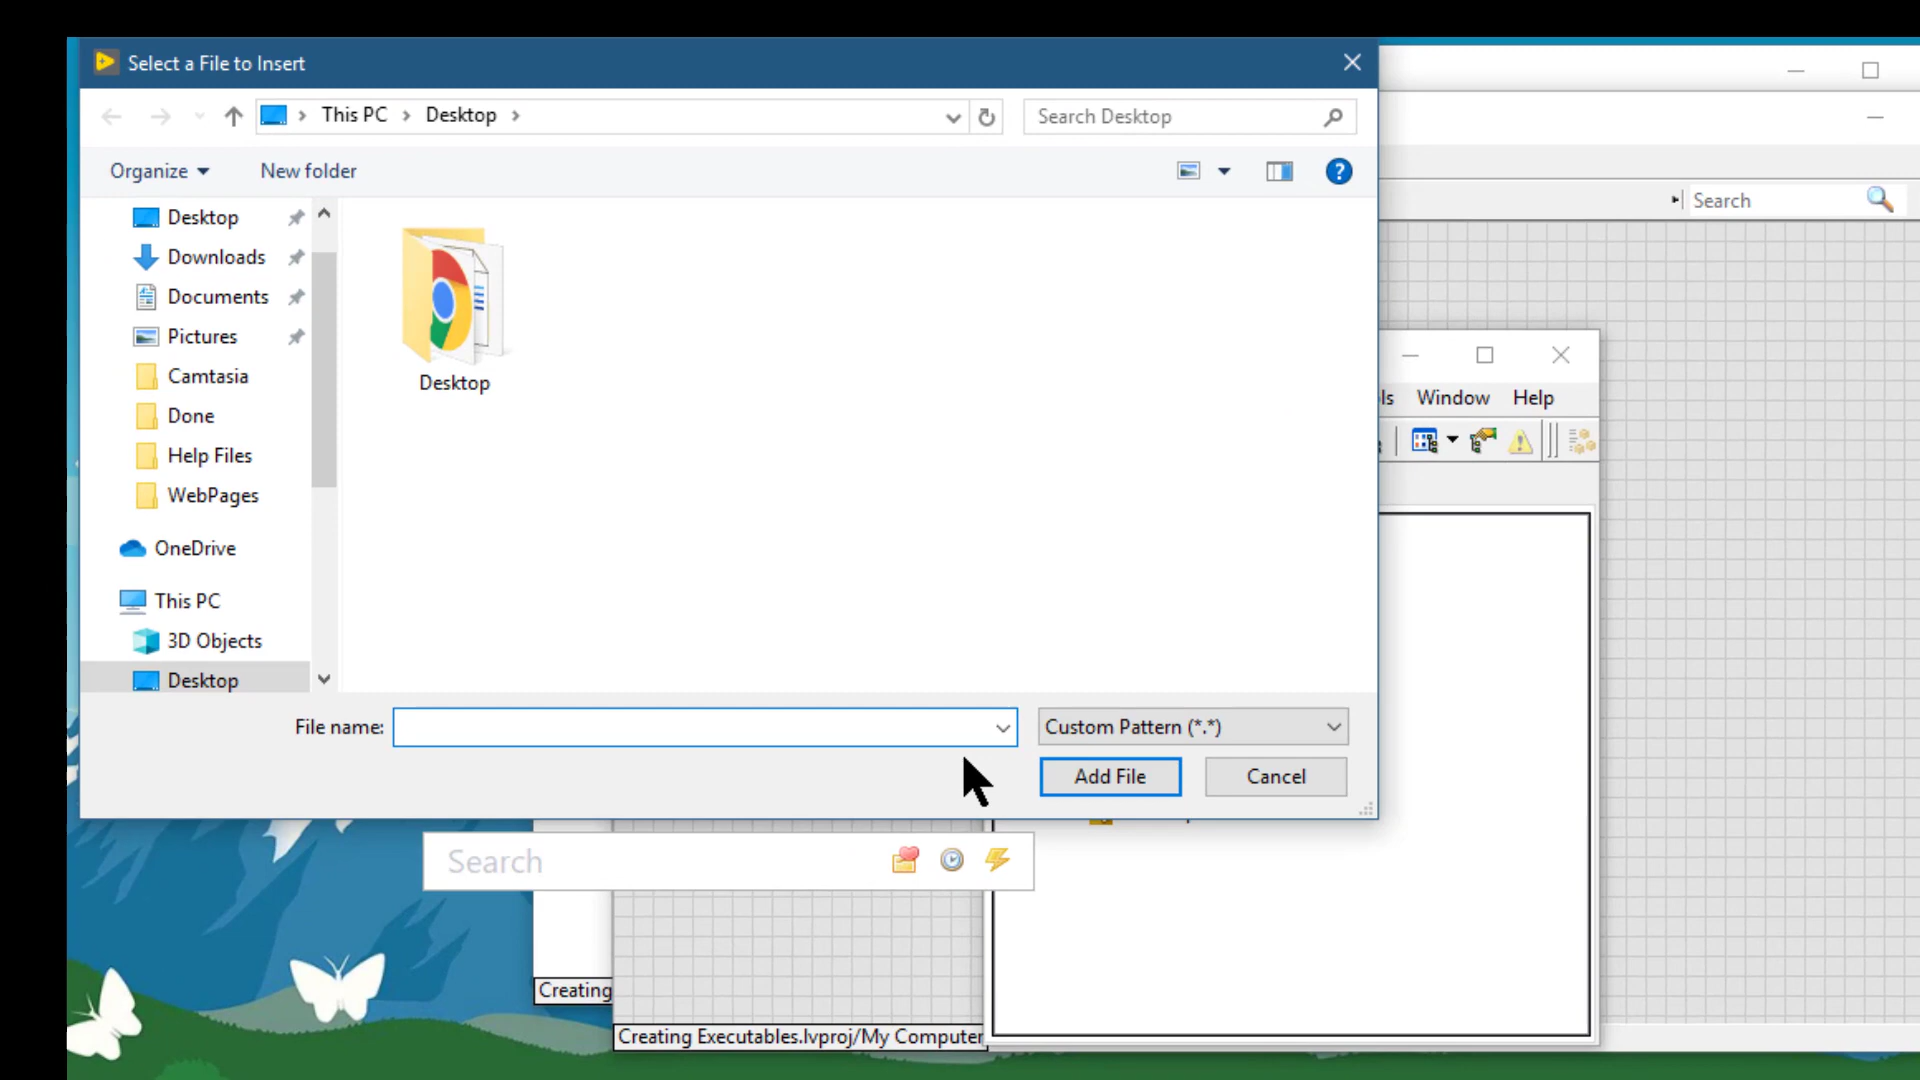 Select a File to Insert
This PC Desktop
Search Desktop
Organize New folder
Search
Desktop
Downloads
Documents
Pictures
Camtasia
Done
Help Files
WebPages
OneDrive
This PC
3D Objects
Desktop
Desktop
Window Help
File name:
Custom Pattern (*.*)
Add File Cancel
Search
Creating
Creating Executables.lvproj/My Computer